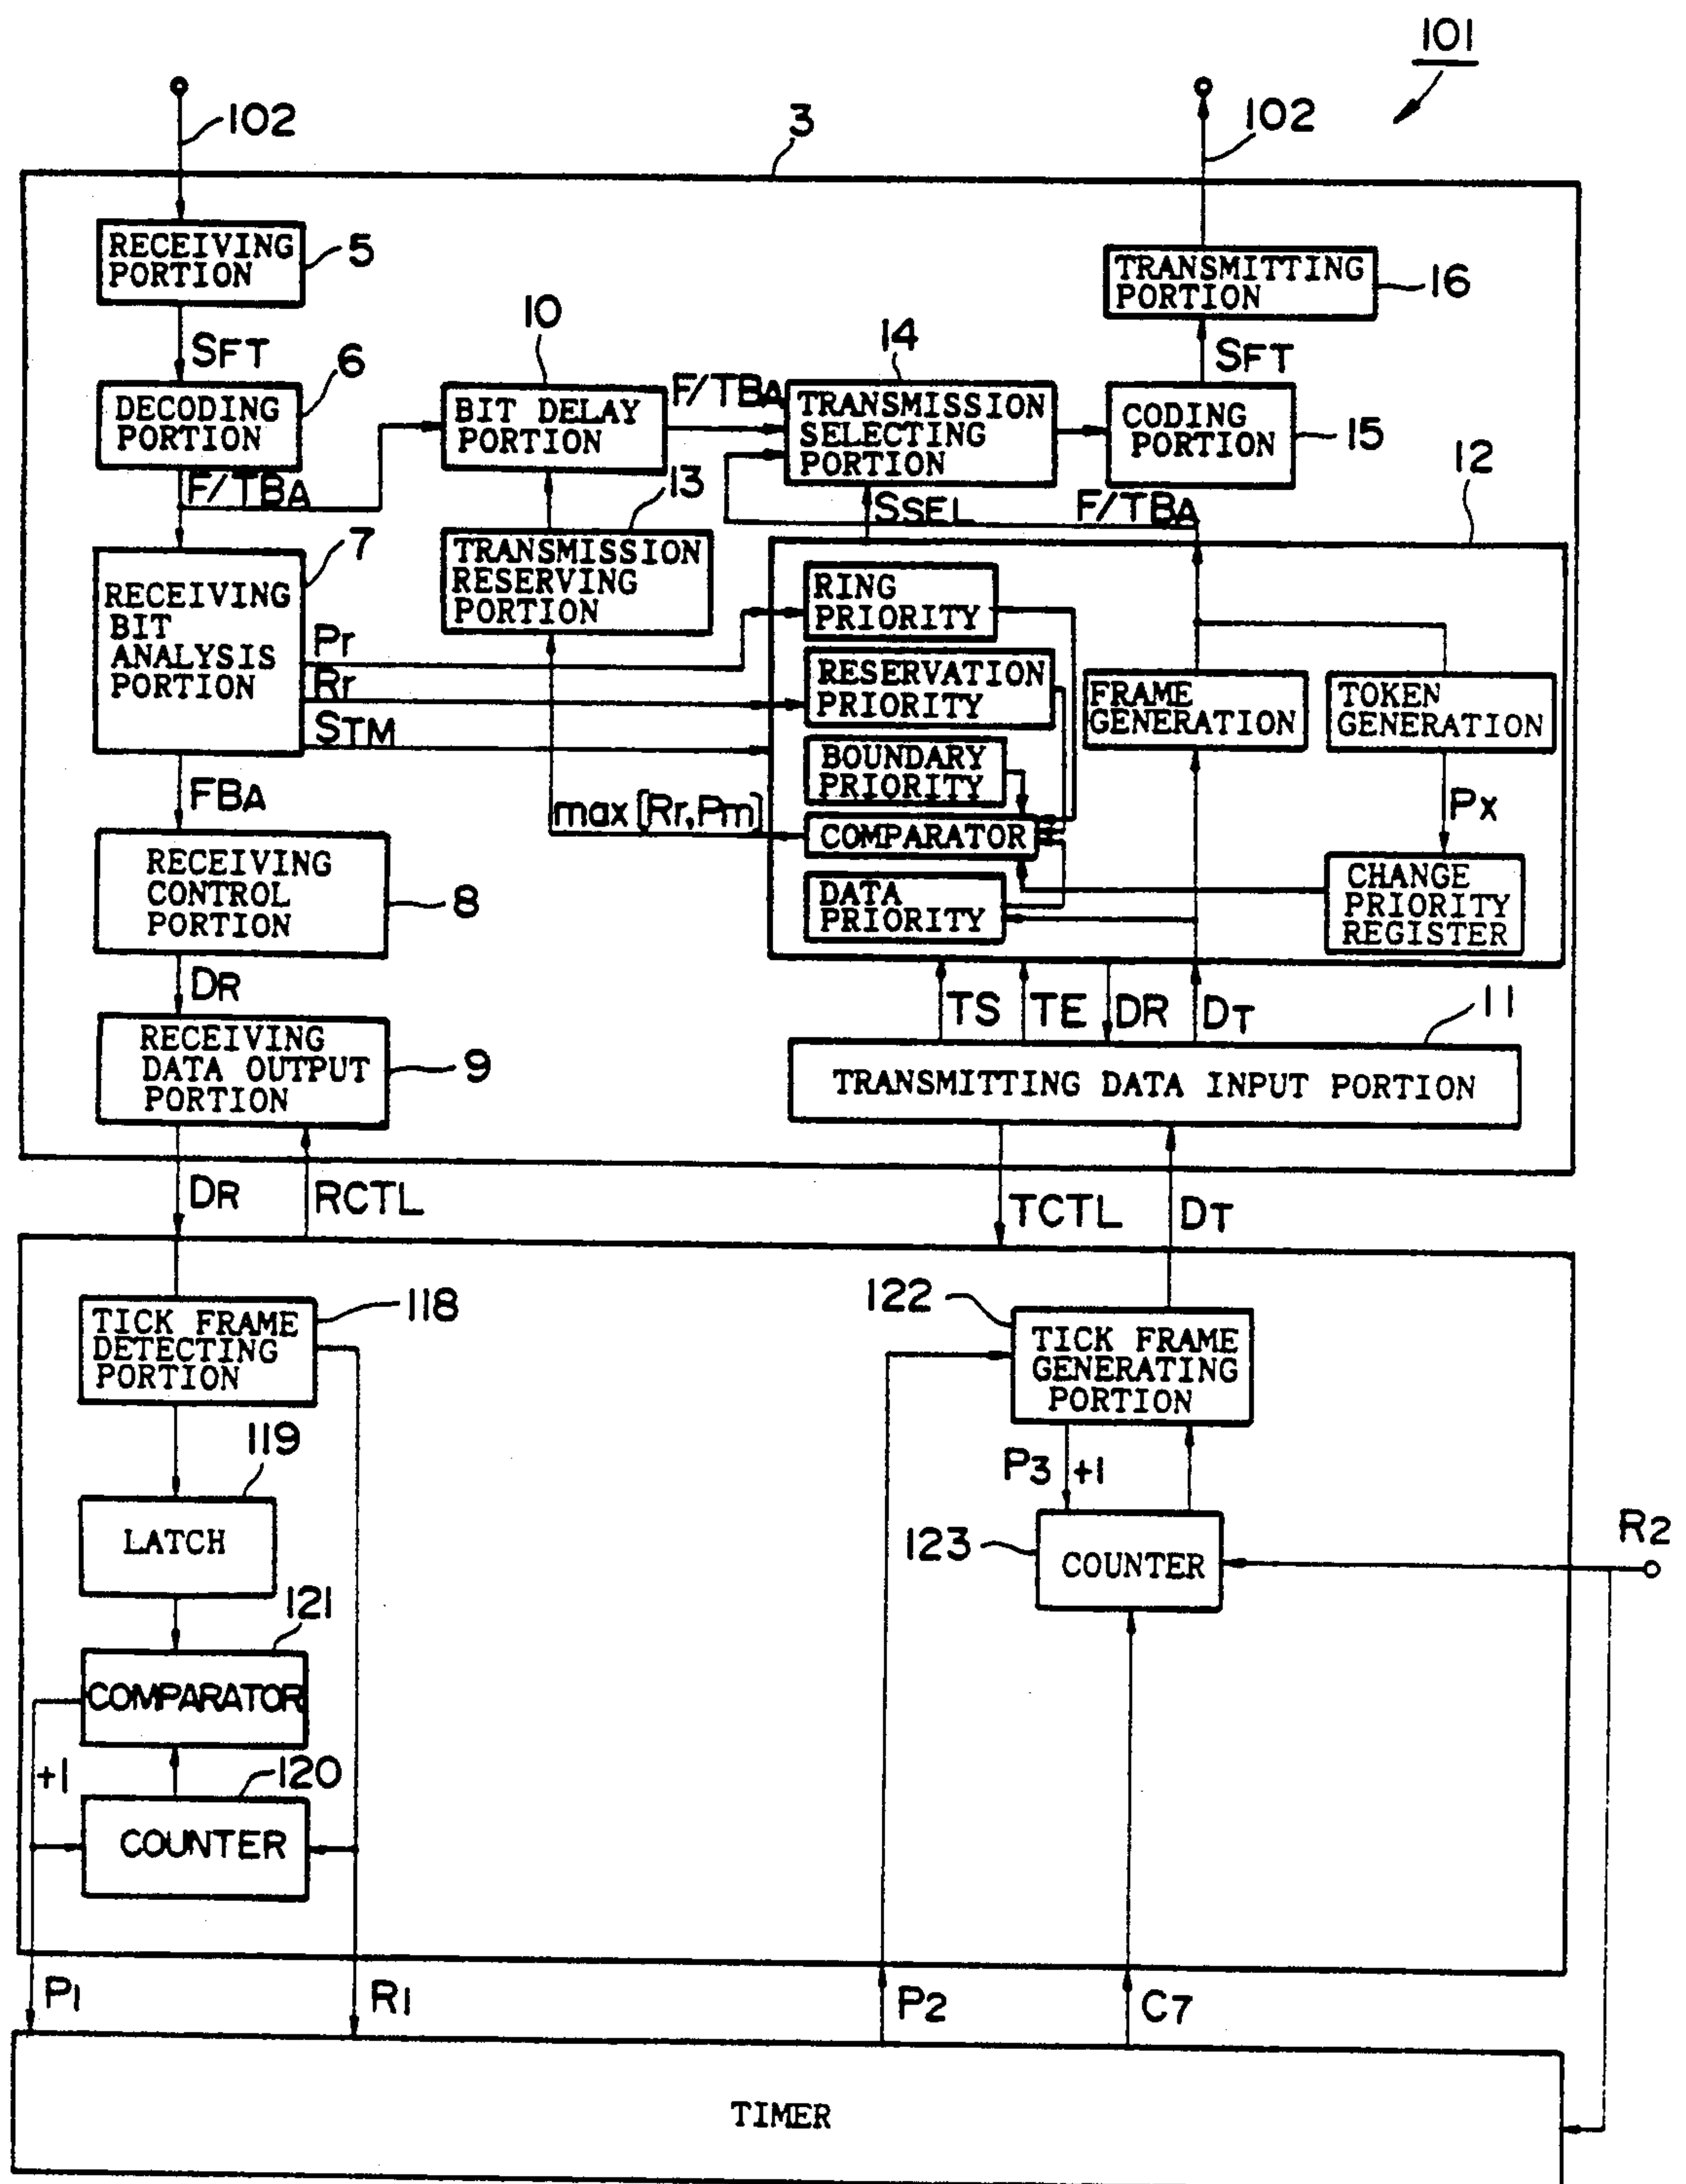 101
102
102
3
RECEIVING
PORTION
5
TRANSMITTING
PORTION
16
SFT
10
14
SFT
6
DECODING
PORTION
BIT DELAY
PORTION
F/TBA
TRANSMISSION
SELECTING
PORTION
CODING
PORTION
15
F/TBA
13
SSEL
F/TBA
12
7
RECEIVING
BIT
ANALYSIS
PORTION
TRANSMISSION
RESERVING
PORTION
Pr
Rr
STM
RING
PRIORITY
RESERVATION
PRIORITY
BOUNDARY
PRIORITY
COMPARATOR
DATA
PRIORITY
FRAME
GENERATION
TOKEN
GENERATION
PX
CHANGE
PRIORITY
REGISTER
FBA
max[Rr,Pm]
RECEIVING
CONTROL
PORTION
8
DR
TS
TE
DR
DT
11
RECEIVING
DATA OUTPUT
PORTION
9
TRANSMITTING DATA INPUT PORTION
DR
RCTL
TCTL
DT
TICK FRAME
DETECTING
PORTION
118
122
TICK FRAME
GENERATING
PORTION
119
LATCH
P3
+1
123
COUNTER
R2
121
COMPARATOR
+1
120
COUNTER
P1
R1
P2
C7
TIMER